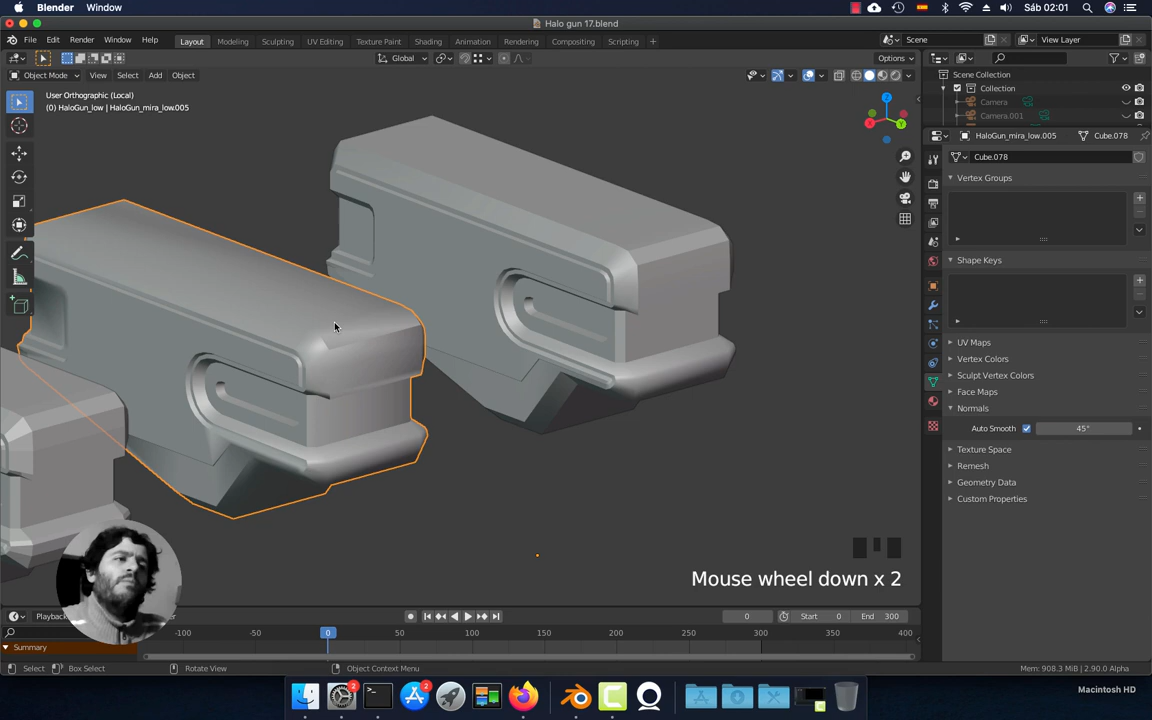 Blender Window Sáb 02:01
Halo gun 17.blend
File Edit Render Window Help Layout Modeling Sculpting UV Editing Texture Paint Shading Animation Rendering Compositing Scripting + Scene View Layer
Global Options
Object Mode View Select Add Object Scene Collection
Collection
Camera
Camera.001
User Orthographic (Local)
(0) HaloGun_low | HaloGun_mira_low.005
HaloGun_mira_low.005 Cube.078
Cube.078
Vertex Groups
Shape Keys
UV Maps
Vertex Colors
Sculpt Vertex Colors
Face Maps
Normals
Auto Smooth 45°
Texture Space
Remesh
Geometry Data
Custom Properties
X Y Z
Mouse wheel down x 2
Playback 0 Start 0 End 300
-100 -50 0 50 100 150 200 250 300 350 400
Summary
Select Box Select Rotate View Object Context Menu Mem: 908.3 MiB | 2.90.0 Alpha
2 2
Macintosh HD